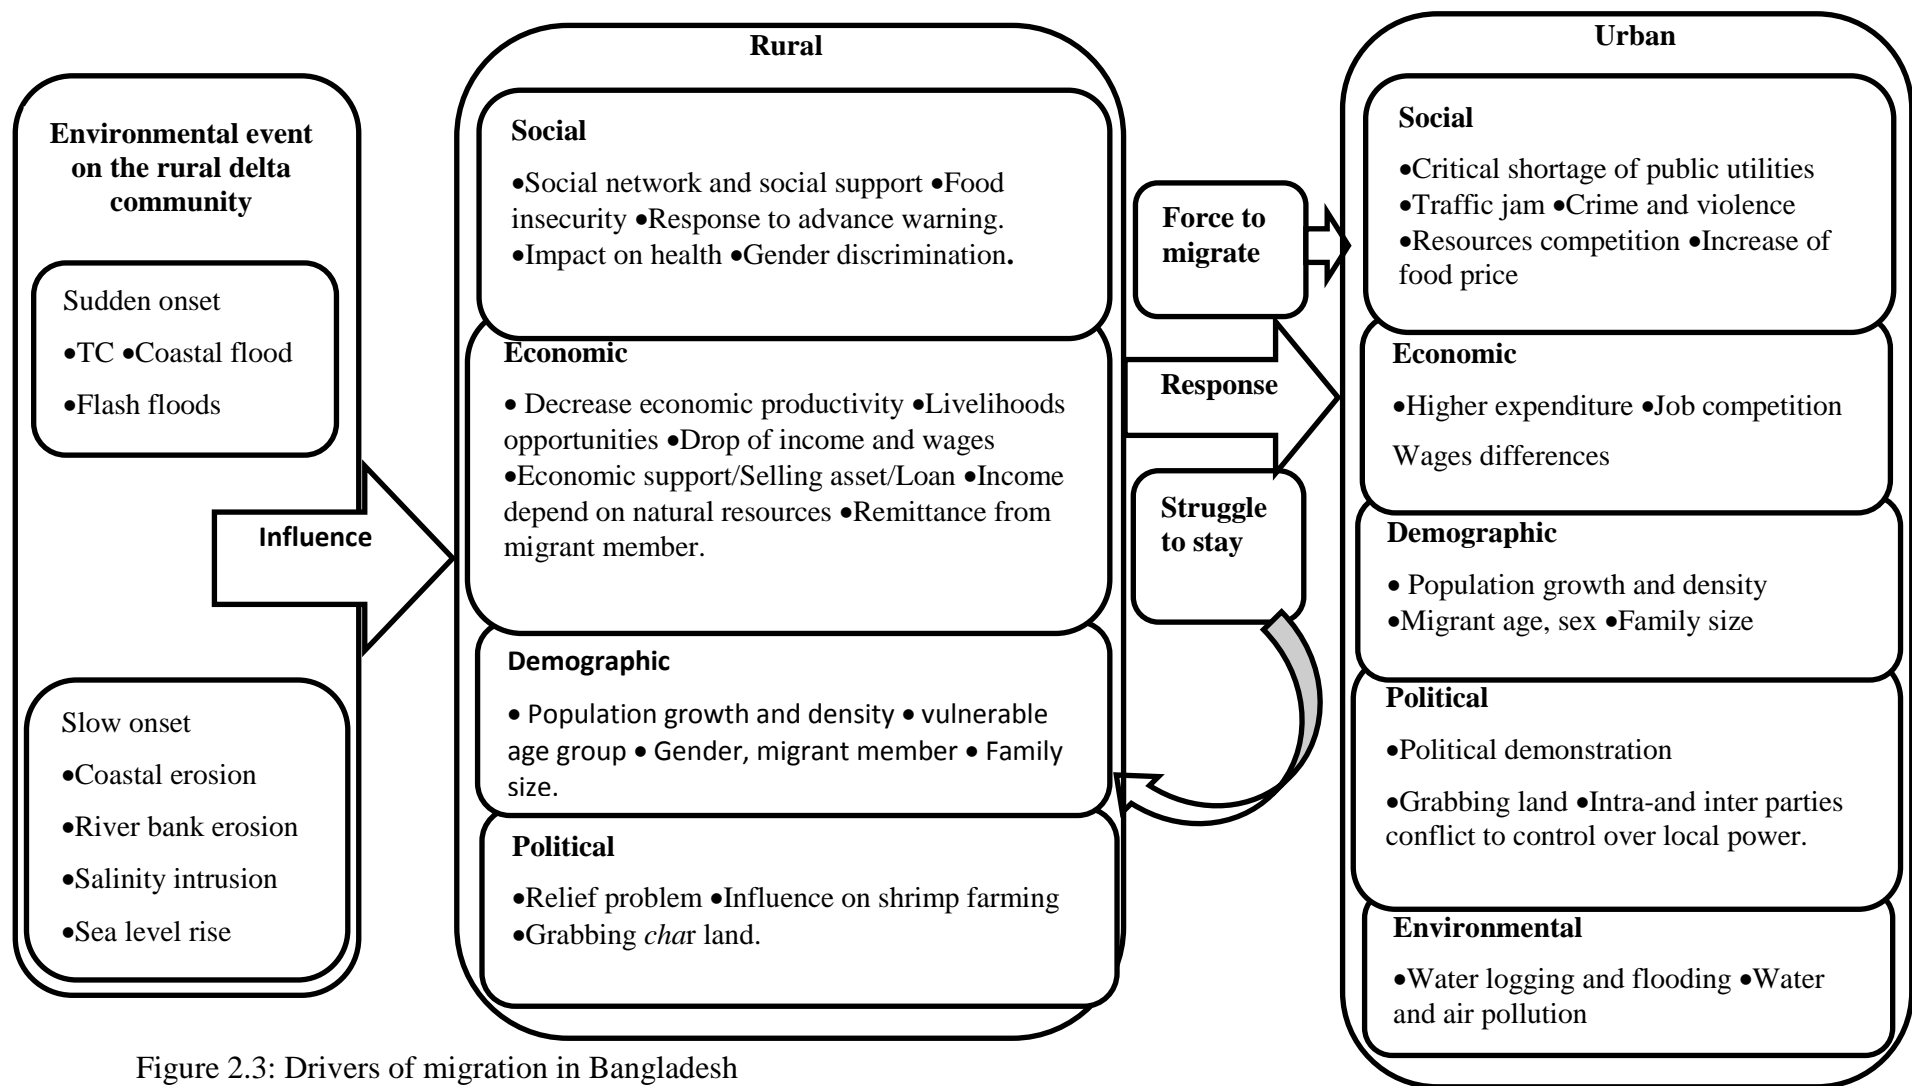 Environmental event
on the rural delta
community
Sudden onset
•TC •Coastal flood
•Flash floods
Slow onset
•Coastal erosion
•River bank erosion
•Salinity intrusion
•Sea level rise
Influence
Rural
Social
•Social network and social support •Food
insecurity •Response to advance warning.
•Impact on health •Gender discrimination.
Economic
• Decrease economic productivity •Livelihoods
opportunities •Drop of income and wages
•Economic support/Selling asset/Loan •Income
depend on natural resources •Remittance from
migrant member.
Demographic
• Population growth and density • vulnerable
age group • Gender, migrant member • Family
size.
Political
•Relief problem •Influence on shrimp farming
•Grabbing char land.
Force to
migrate
Response
Struggle
to stay
Urban
Social
•Critical shortage of public utilities
•Traffic jam •Crime and violence
•Resources competition •Increase of
food price
Economic
•Higher expenditure •Job competition
Wages differences
Demographic
• Population growth and density
•Migrant age, sex •Family size
Political
•Political demonstration
•Grabbing land •Intra-and inter parties
conflict to control over local power.
Environmental
•Water logging and flooding •Water
and air pollution
Figure 2.3: Drivers of migration in Bangladesh